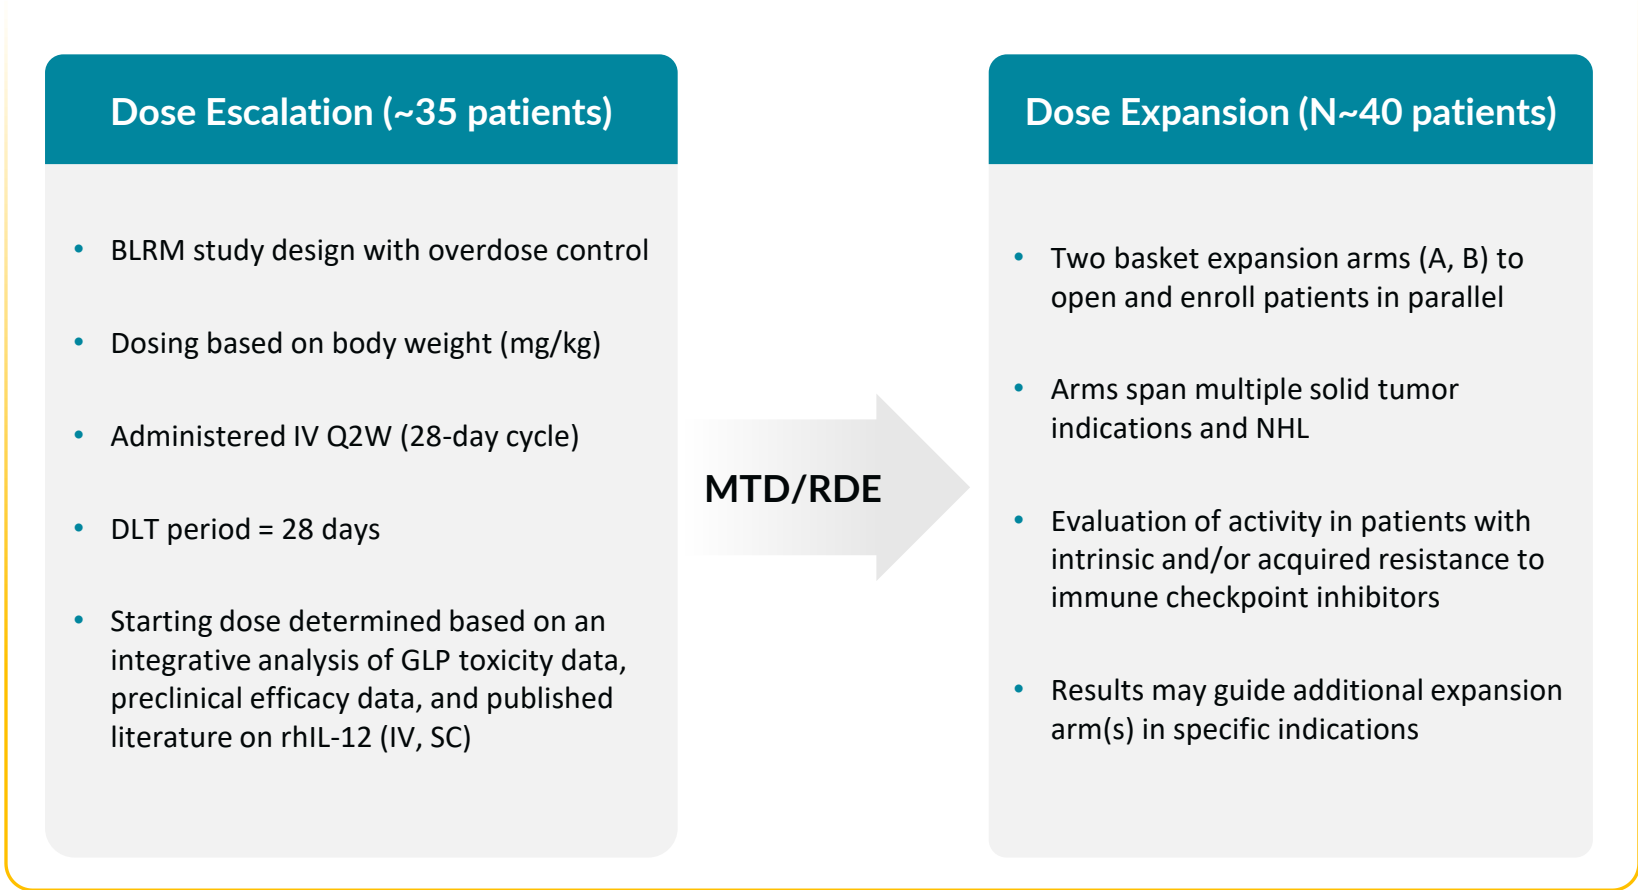 Dose Escalation (~35 patients)
• BLRM study design with overdose control
• Dosing based on body weight (mg/kg)
• Administered IV Q2W (28-day cycle)
• DLT period = 28 days
• Starting dose determined based on an
integrative analysis of GLP toxicity data,
preclinical efficacy data, and published
literature on rhIL-12 (IV, SC)
MTD/RDE
Dose Expansion (N~40 patients)
• Two basket expansion arms (A, B) to
open and enroll patients in parallel
• Arms span multiple solid tumor
indications and NHL
• Evaluation of activity in patients with
intrinsic and/or acquired resistance to
immune checkpoint inhibitors
• Results may guide additional expansion
arm(s) in specific indications